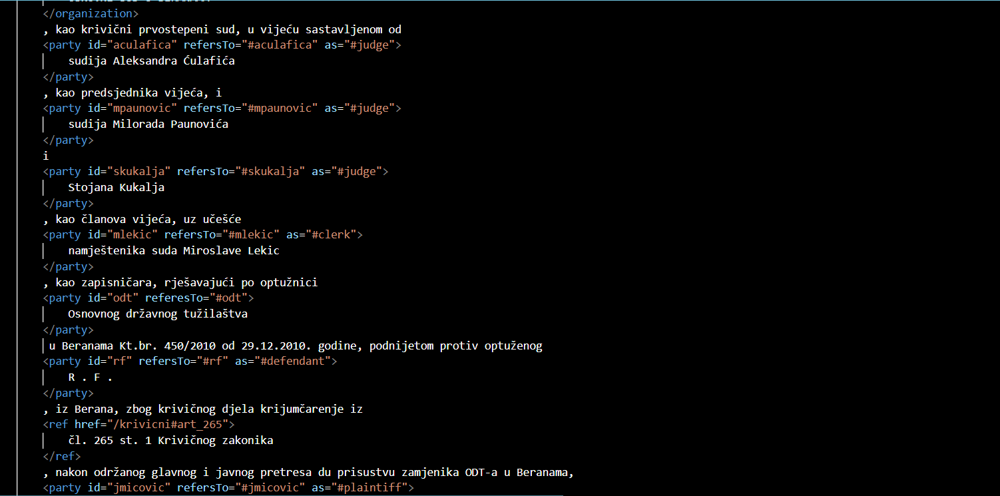 </organization>
, kao krivični prvostepeni sud, u vijeću sastavljenom od
<party id="aculafica" refersTo="#aculafica" as="#judge">
sudija Aleksandra Ćulafića
</party>
, kao predsjednika vijeća, i
<party id="mpaunovic" refersTo="#mpaunovic" as="#judge">
sudija Milorada Paunovića
</party>
i
<party id="skukalja" refersTo="#skukalja" as="#judge">
Stojana Kukalja
</party>
, kao članova vijeća, uz učešće
<party id="mlekic" refersTo="#mlekic" as="#clerk">
namještenika suda Miroslave Lekic
</party>
, kao zapisničara, rješavajući po optužnici
<party id="odt" referesTo="#odt">
Osnovnog državnog tužilaštva
</party>
u Beranama Kt.br. 450/2010 od 29.12.2010. godine, podnijetom protiv optuženog
<party id="rf" refersTo="#rf" as="#defendant">
R . F .
</party>
, iz Berana, zbog krivičnog djela krijumčarenje iz
<ref href="/krivicni#art_265">
čl. 265 st. 1 Krivičnog zakonika
</ref>
, nakon održanog glavnog i javnog pretresa du prisustvu zamjenika ODT-a u Beranama,
<party id="jmicovic" refersTo="#jmicovic" as="#plaintiff">